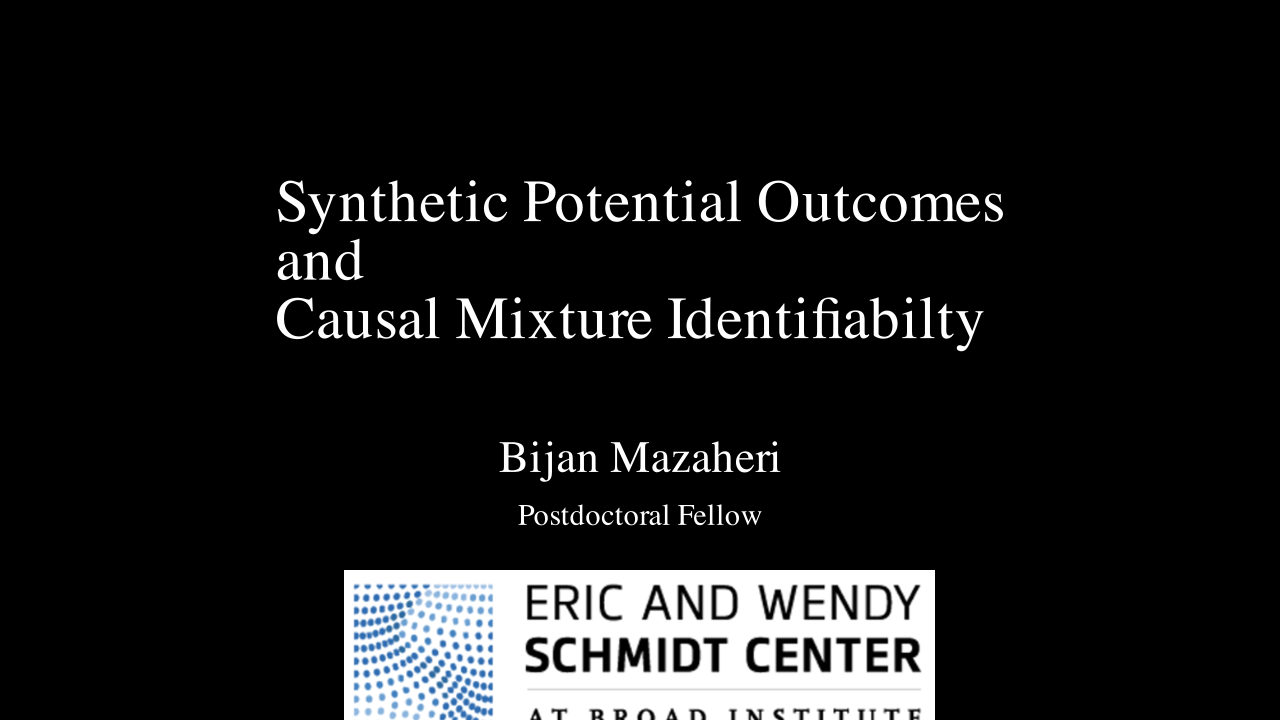 Synthetic Potential Outcomes
and
Causal Mixture Identifiabilty
Bijan Mazaheri
Postdoctoral Fellow
ERIC AND WENDY
SCHMIDT CENTER
AT BROAD INSTITUTE